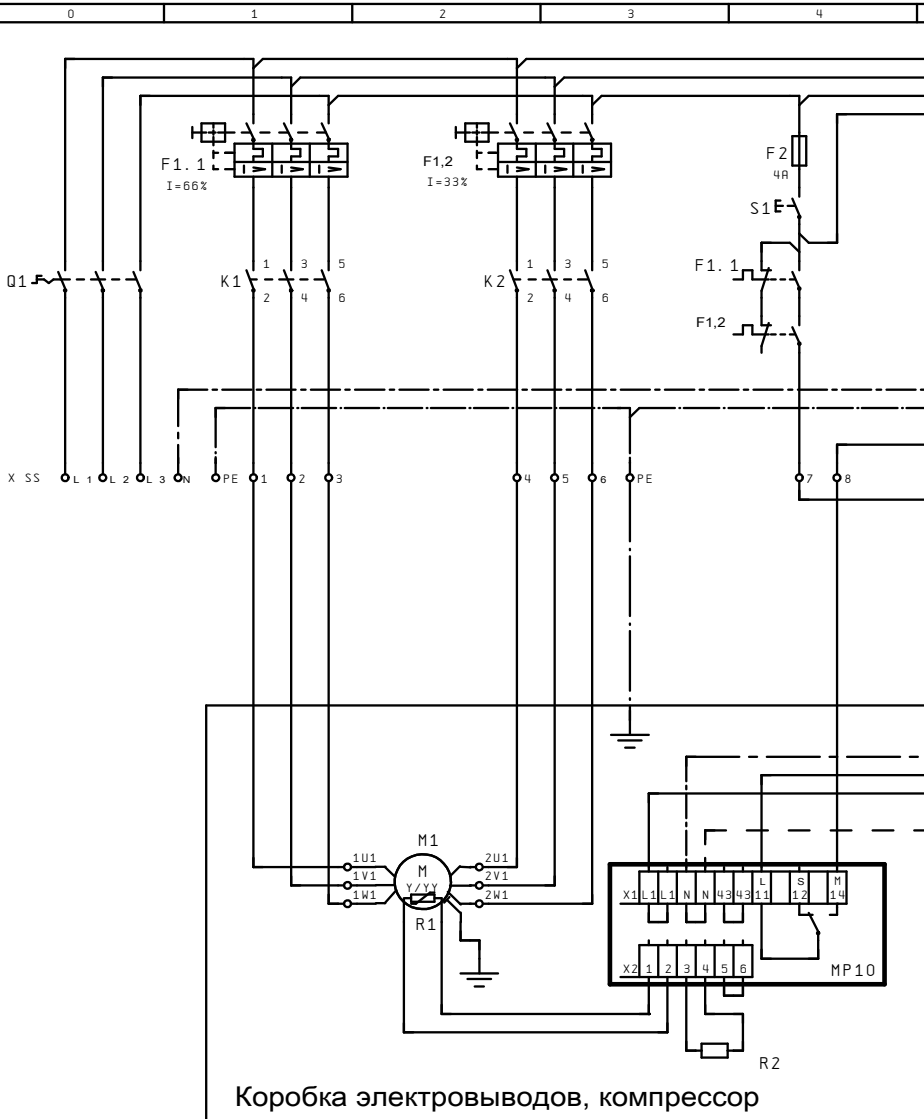 0 1 2 3 4
F1.1
I=66%
F1,2
I=33%
F2
4A
S1
Q1
K1 1 3 5
2 4 6
K2 1 3 5
2 4 6
F1.1
F1,2
X SS L1 L2 L3 N PE 1 2 3 4 5 6 PE 7 8
M1
1U1 M 2U1
1V1 Y/YY 2V1
1W1 2W1
R1
L S M
X1 L1 L1 N N 43 43 11 12 14
X2 1 2 3 4 5 6 MP10
R2
Коробка электровыводов, компрессор